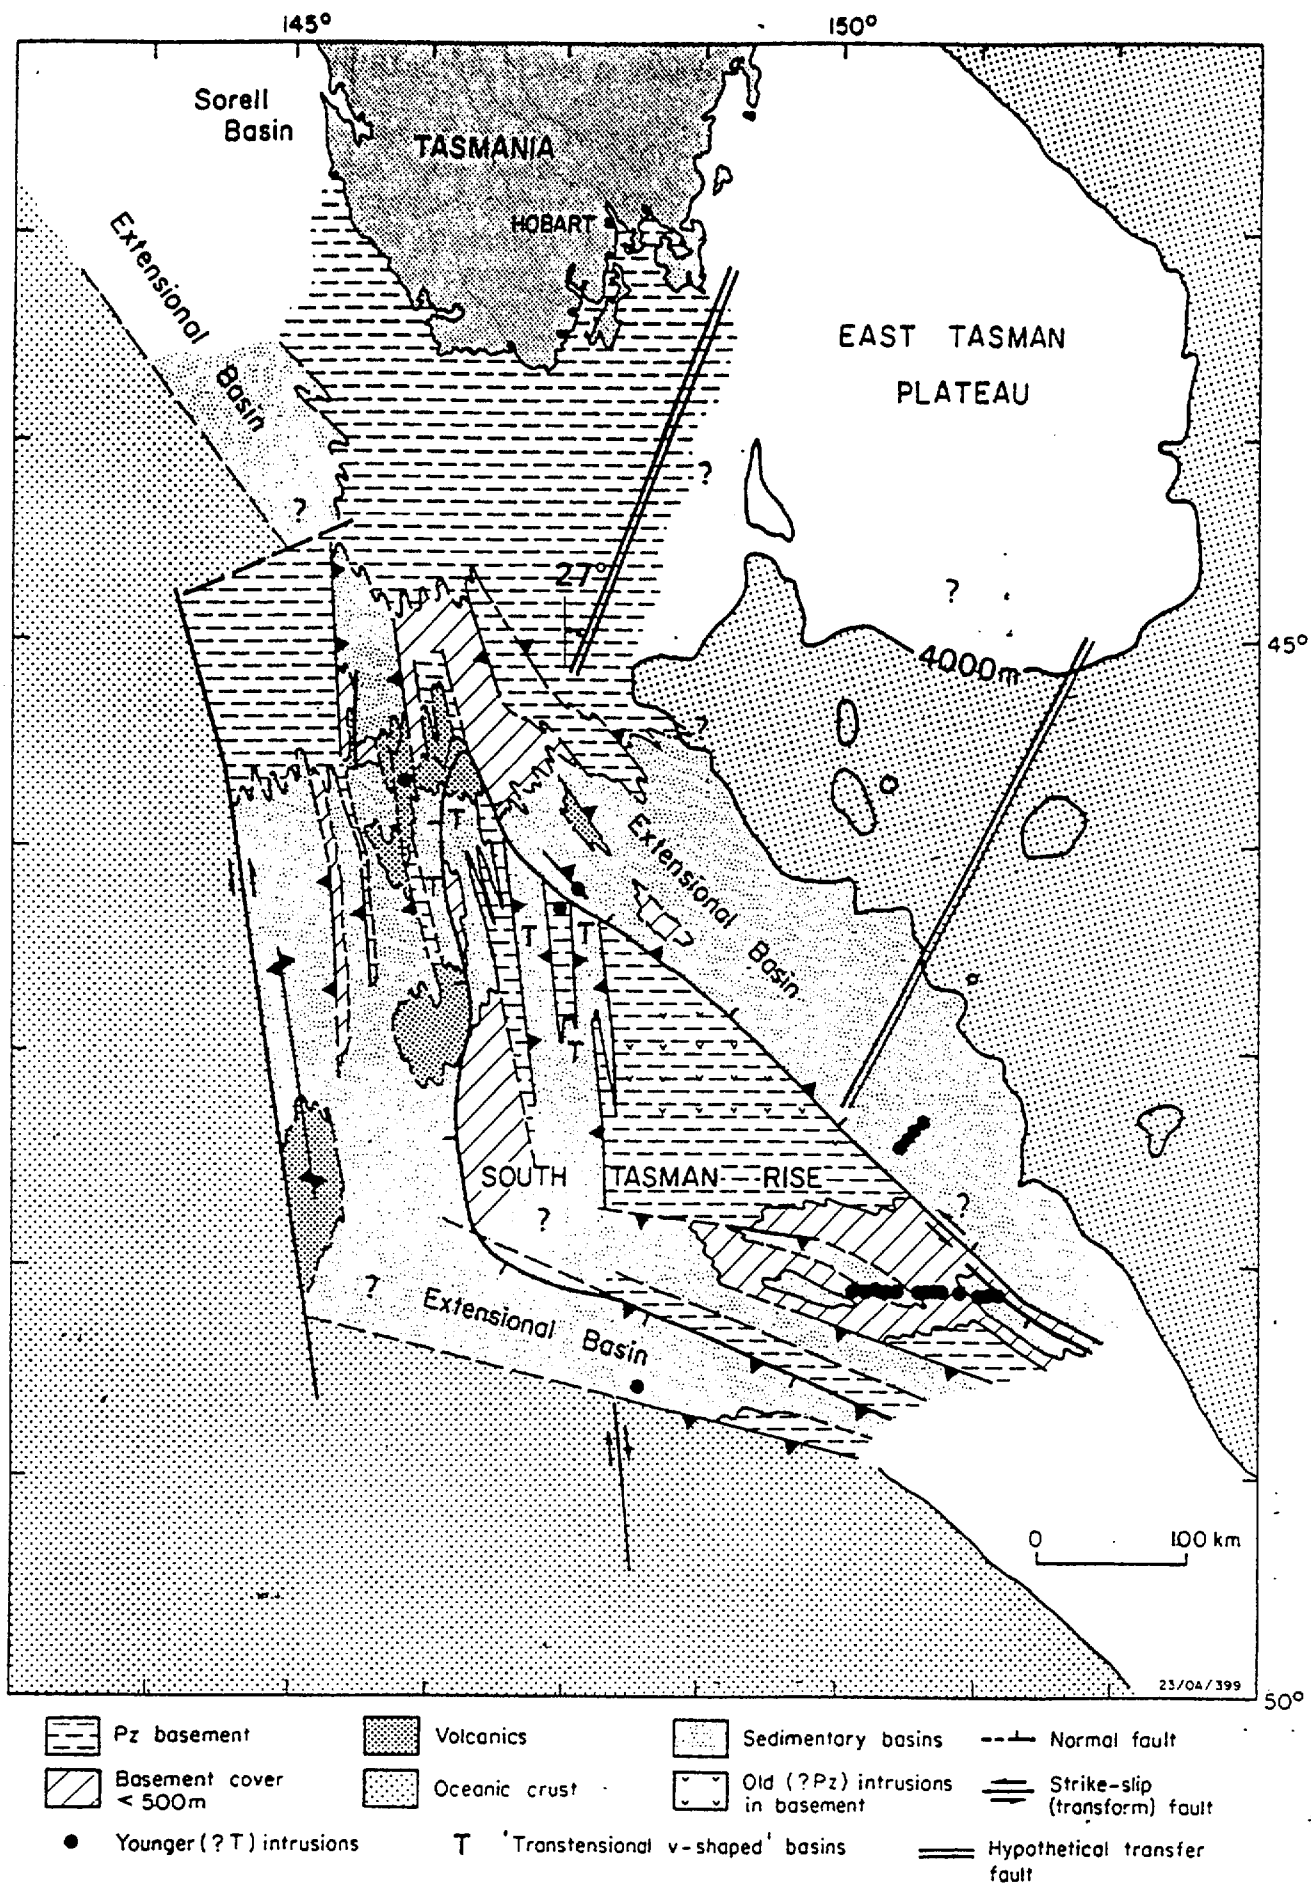 145°
150°
Sorell
Basin
TASMANIA
HOBART
Extensional
Basin
EAST TASMAN
PLATEAU
?
?
27°
?
4000m
45°
?
T
T
T
T
T
Extensional
Basin
SOUTH TASMAN RISE
?
?
?
Extensional
Basin
0 100 km
23/OA/399
50°
Pz basement
Volcanics
Sedimentary basins
Normal fault
Basement cover
< 500m
Oceanic crust
Old (?Pz) intrusions
in basement
Strike-slip
(transform) fault
Younger (?T) intrusions
T 'Transtensional v-shaped' basins
Hypothetical transfer
fault